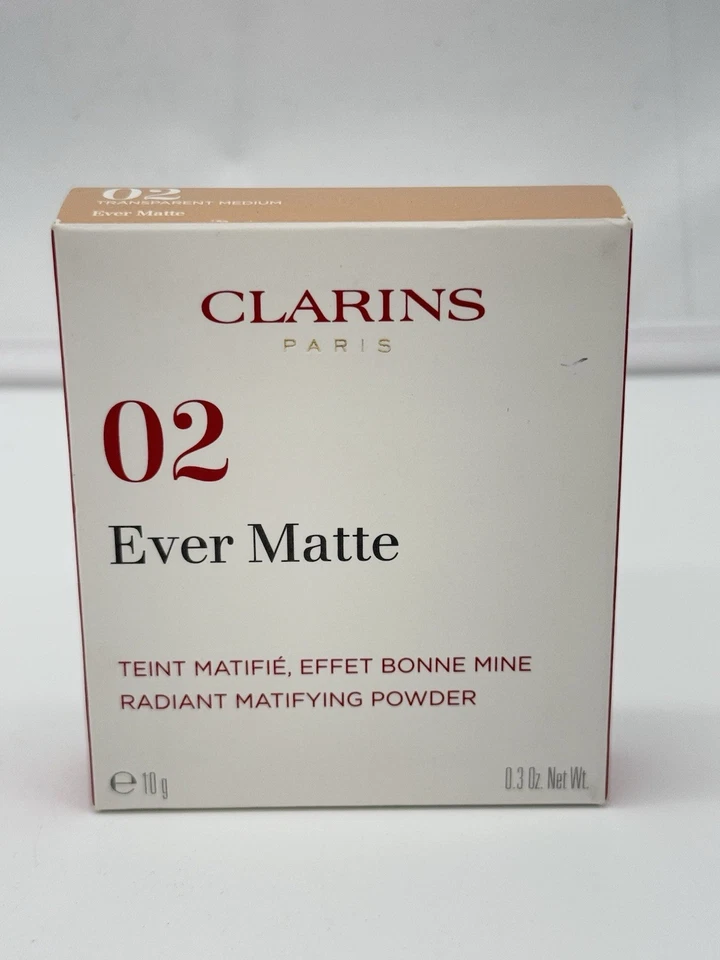 02
TRANSPARENT MEDIUM
Ever Matte
CLARINS
PARIS
02
Ever Matte
TEINT MATIFIÉ, EFFET BONNE MINE
RADIANT MATIFYING POWDER
℮ 10 g
0.3 Oz. Net Wt.